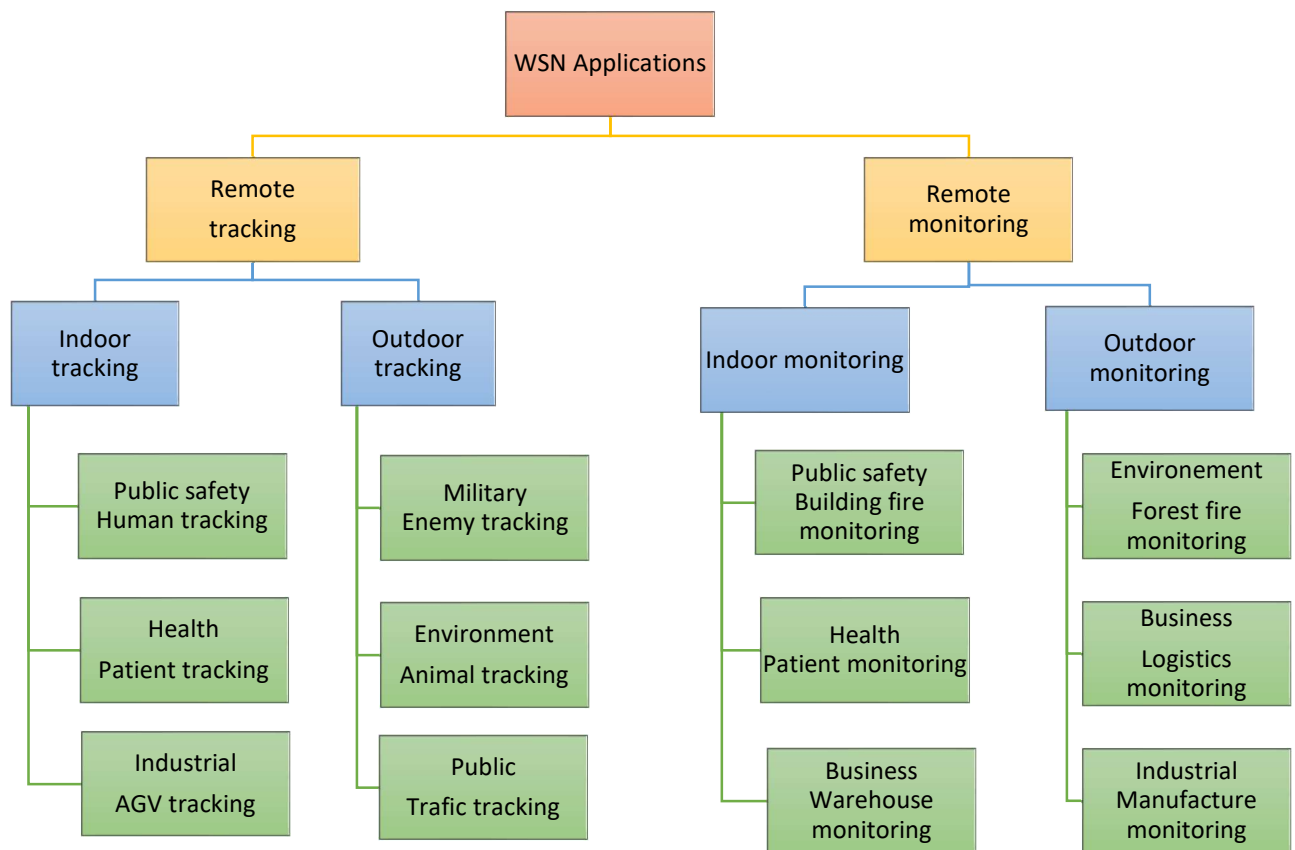 WSN Applications
Remote
tracking
Remote
monitoring
Indoor
tracking
Outdoor
tracking
Indoor monitoring
Outdoor
monitoring
Public safety
Human tracking
Health
Patient tracking
Industrial
AGV tracking
Military
Enemy tracking
Environment
Animal tracking
Public
Trafic tracking
Public safety
Building fire
monitoring
Health
Patient monitoring
Business
Warehouse
monitoring
Environement
Forest fire
monitoring
Business
Logistics
monitoring
Industrial
Manufacture
monitoring